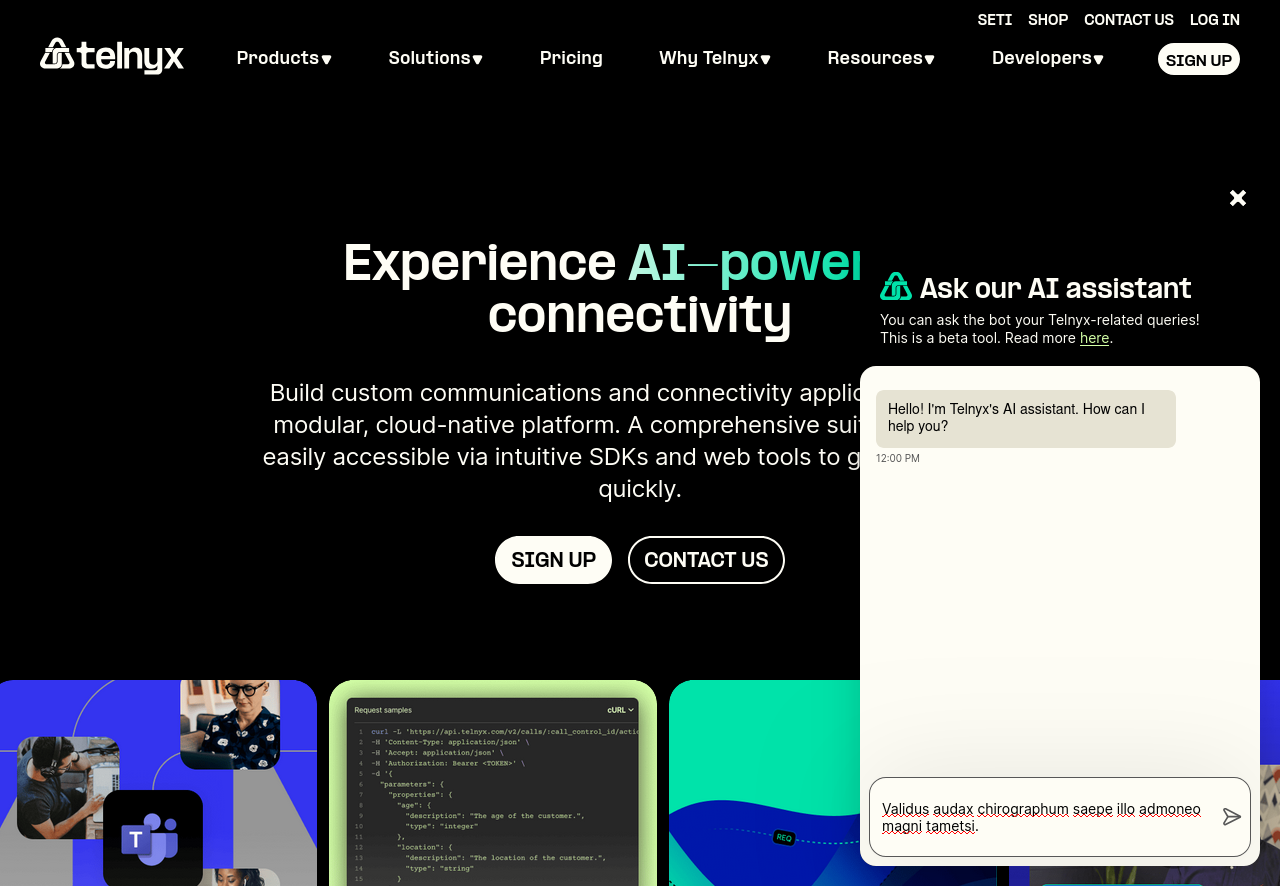 SETI SHOP CONTACT US LOG IN
telnyx Products Solutions Pricing Why Telnyx Resources Developers SIGN UP
Experience AI-power
connectivity
Build custom communications and connectivity applic
modular, cloud-native platform. A comprehensive suit
easily accessible via intuitive SDKs and web tools to g
quickly.
SIGN UP CONTACT US
Ask our AI assistant
You can ask the bot your Telnyx-related queries!
This is a beta tool. Read more here.
Hello! I'm Telnyx's AI assistant. How can I
help you?
12:00 PM
Validus audax chirographum saepe illo admoneo
magni tametsi.
T
Request samples cURL
1 curl -L 'https://api.telnyx.com/v2/calls/:call_control_id/actio
2 -H 'Content-Type: application/json' \
3 -H 'Accept: application/json' \
4 -H 'Authorization: Bearer <TOKEN>' \
5 -d '{
6 "parameters": {
7 "properties": {
8 "age": {
9 "description": "The age of the customer.",
10 "type": "integer"
11 },
12 "location": {
13 "description": "The location of the customer.",
14 "type": "string"
15 }
REQ